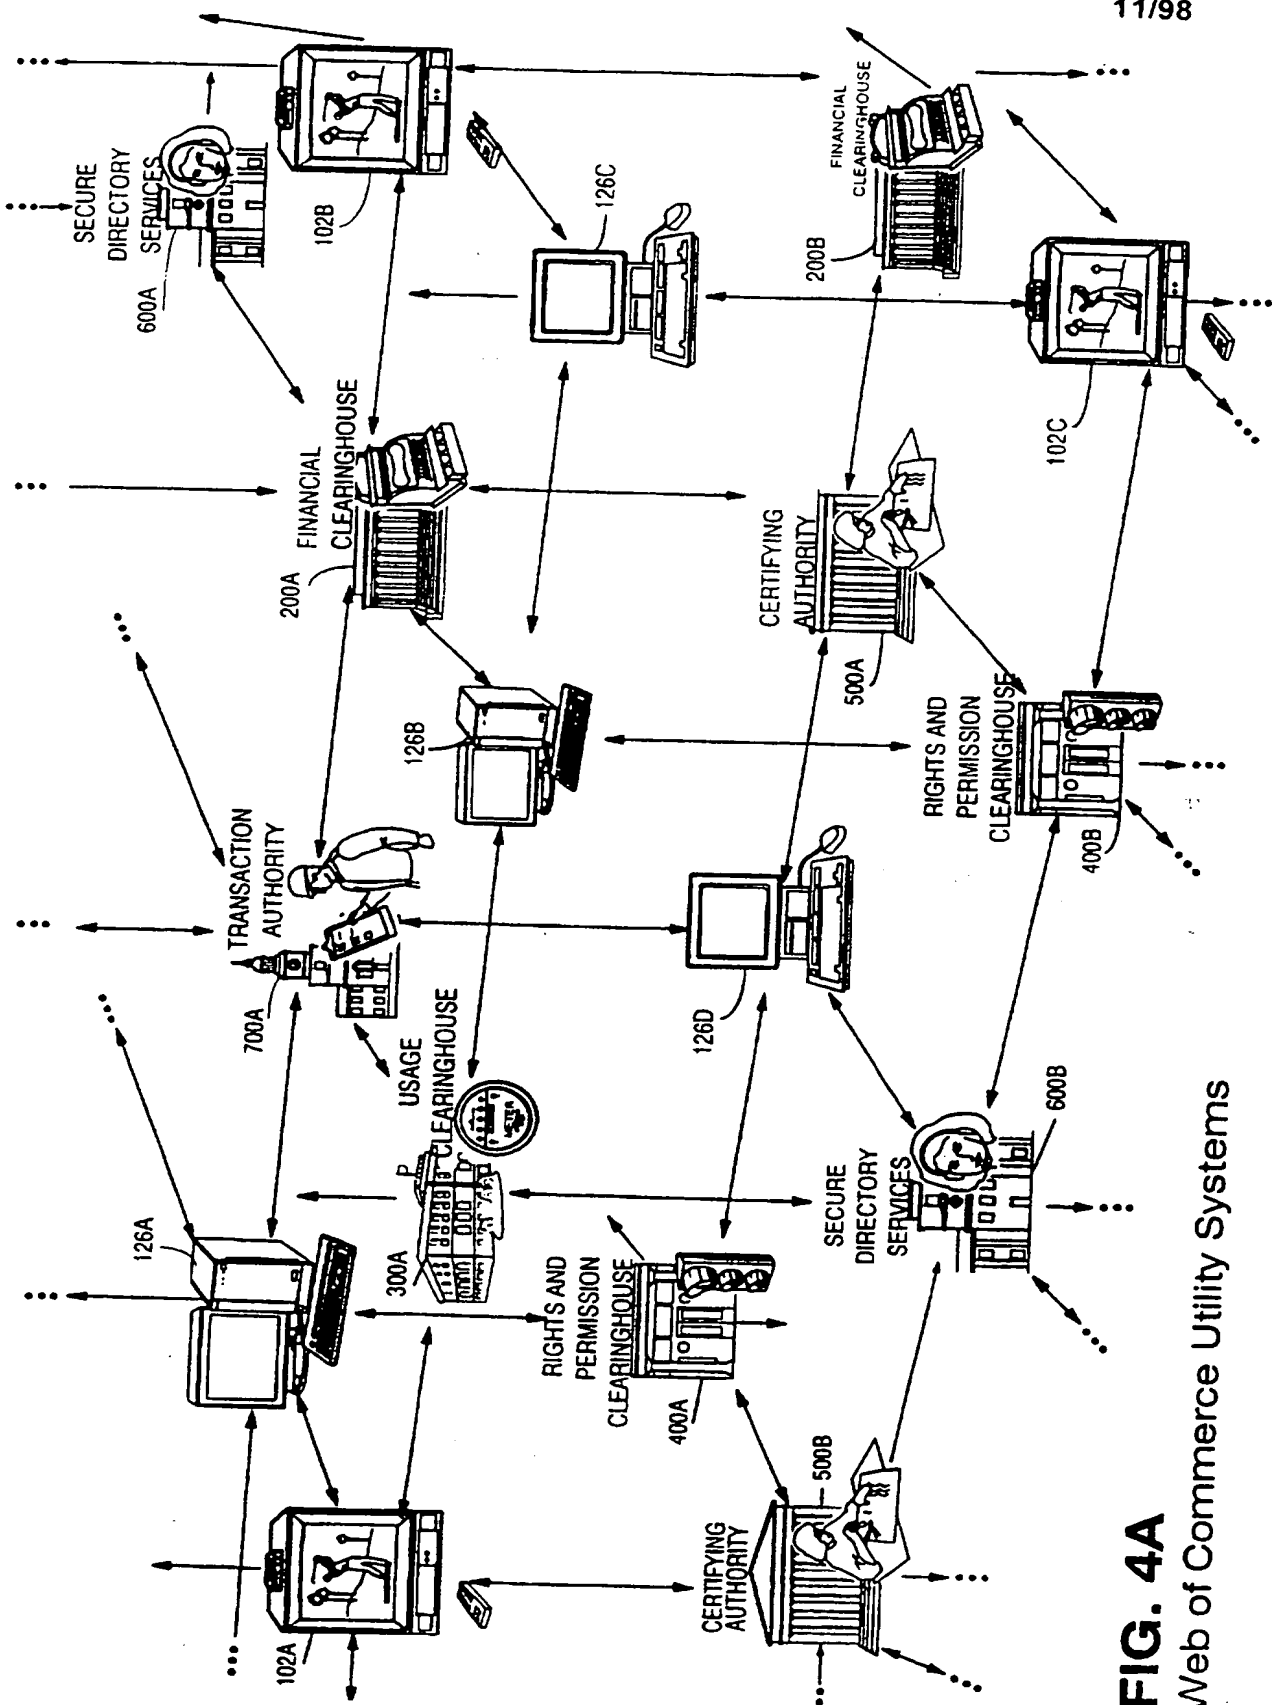 11/98
SECURE
DIRECTORY
SERVICES
600A
102B
FINANCIAL
CLEARINGHOUSE
200B
126C
102C
FINANCIAL
CLEARINGHOUSE
200A
CERTIFYING
AUTHORITY
500A
126B
RIGHTS AND
PERMISSION
CLEARINGHOUSE
400B
TRANSACTION
AUTHORITY
700A
126D
USAGE
CLEARINGHOUSE
METER
300A
SECURE
DIRECTORY
SERVICES
600B
126A
RIGHTS AND
PERMISSION
CLEARINGHOUSE
400A
102A
CERTIFYING
AUTHORITY
500B
FIG. 4A
Web of Commerce Utility Systems